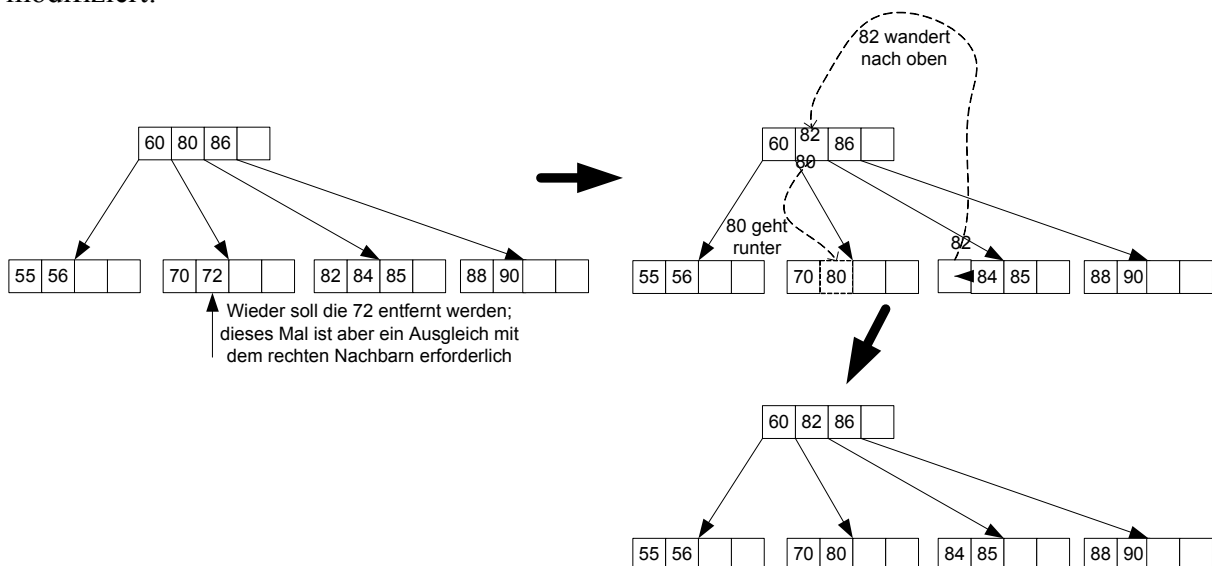 modifiziert.
82 wandert
nach oben
60 80 86
60 82 86
80
80 geht
runter
82
55 56 70 72 82 84 85 88 90
55 56 70 80 84 85 88 90
Wieder soll die 72 entfernt werden;
dieses Mal ist aber ein Ausgleich mit
dem rechten Nachbarn erforderlich
60 82 86
55 56 70 80 84 85 88 90